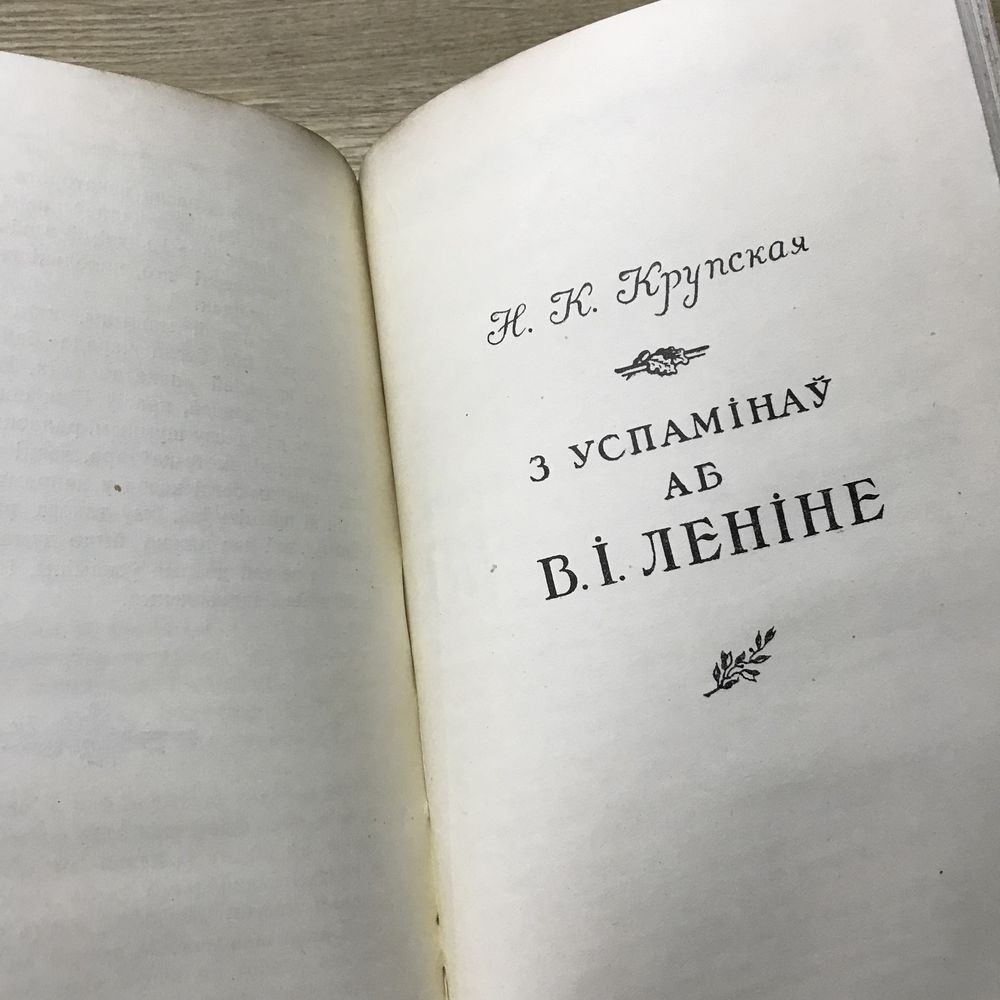 Н. К. Крупская
З УСПАМІНАЎ
АБ
В. І. ЛЕНІНЕ